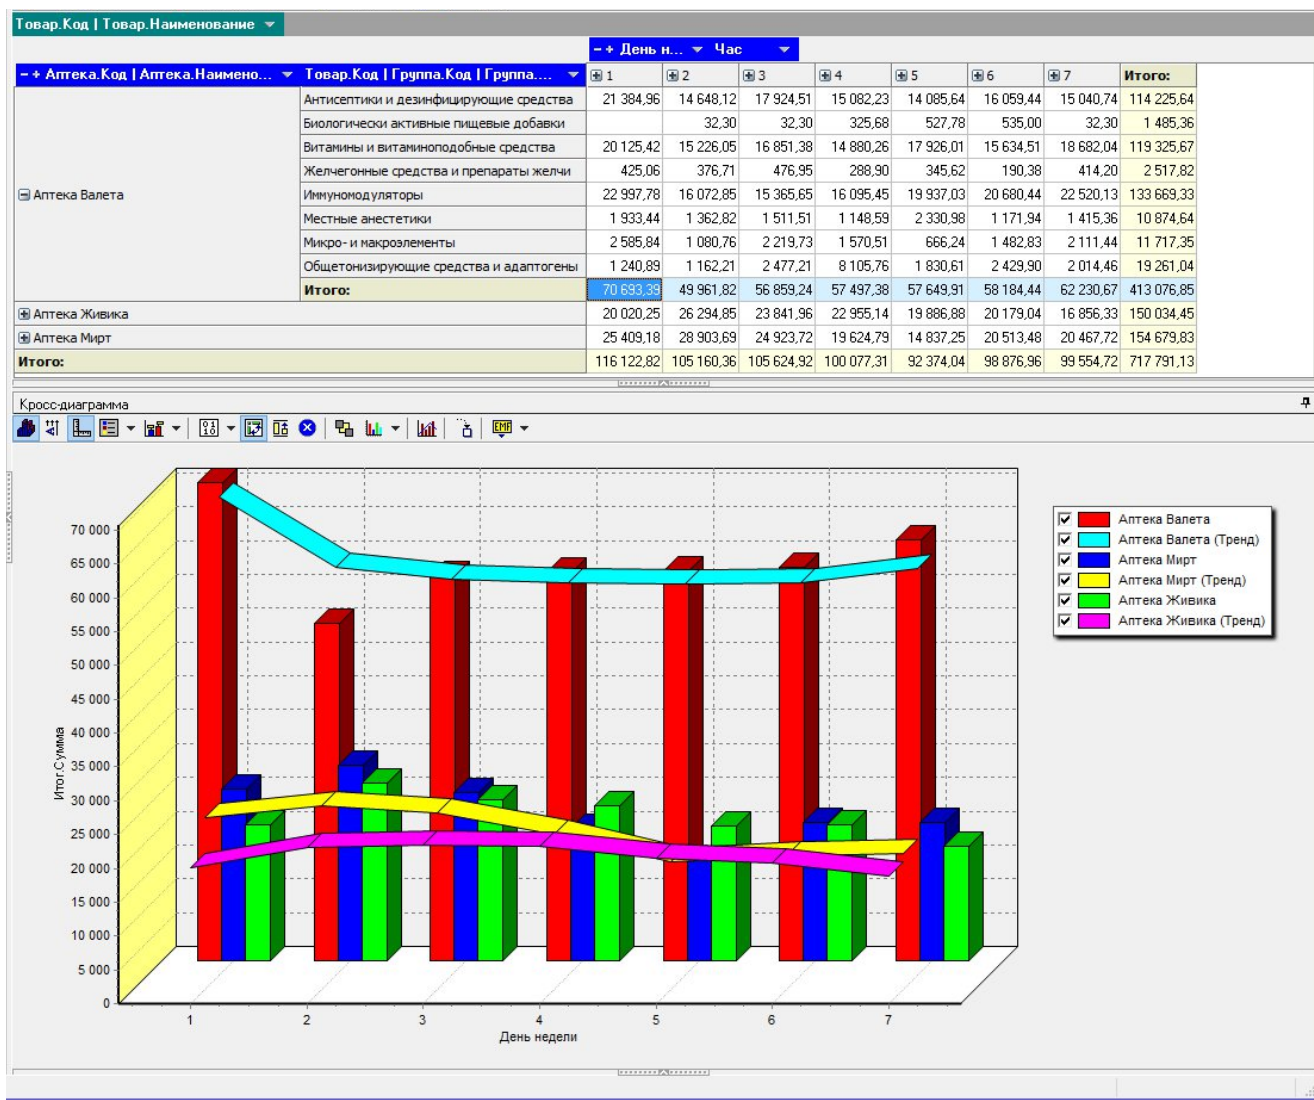 Товар.Код | Товар.Наименование
-+ День н... Час
-+ Аптека.Код | Аптека.Наимено... Товар.Код | Группа.Код | Группа.... 1 2 3 4 5 6 7 Итого:
Антисептики и дезинфицирующие средства 21 384,96 14 648,12 17 924,51 15 082,23 14 085,64 16 059,44 15 040,74 114 225,64
Биологически активные пищевые добавки 32,30 32,30 325,68 527,78 535,00 32,30 1 485,36
Витамины и витаминоподобные средства 20 125,42 15 226,05 16 851,38 14 880,26 17 926,01 15 634,51 18 682,04 119 325,67
Желчегонные средства и препараты желчи 425,06 376,71 476,95 288,90 345,62 190,38 414,20 2 517,82
Аптека Валета Иммуномодуляторы 22 997,78 16 072,85 15 365,65 16 095,45 19 937,03 20 680,44 22 520,13 133 669,33
Местные анестетики 1 933,44 1 362,82 1 511,51 1 148,59 2 330,98 1 171,94 1 415,36 10 874,64
Микро- и макроэлементы 2 585,84 1 080,76 2 219,73 1 570,51 666,24 1 482,83 2 111,44 11 717,35
Общетонизирующие средства и адаптогены 1 240,89 1 162,21 2 477,21 8 105,76 1 830,61 2 429,90 2 014,46 19 261,04
Итого: 70 693,39 49 961,82 56 859,24 57 497,38 57 649,91 58 184,44 62 230,67 413 076,85
Аптека Живика 20 020,25 26 294,85 23 841,96 22 955,14 19 886,88 20 179,04 16 856,33 150 034,45
Аптека Мирт 25 409,18 28 903,69 24 923,72 19 624,79 14 837,25 20 513,48 20 467,72 154 679,83
Итого: 116 122,82 105 160,36 105 624,92 100 077,31 92 374,04 98 876,96 99 554,72 717 791,13
Кросс-диаграмма
EMF
70 000
65 000
60 000
55 000
50 000
45 000
40 000
35 000
30 000
25 000
20 000
15 000
10 000
5 000
0
Итог.Сумма
1 2 3 4 5 6 7
День недели
Аптека Валета
Аптека Валета (Тренд)
Аптека Мирт
Аптека Мирт (Тренд)
Аптека Живика
Аптека Живика (Тренд)